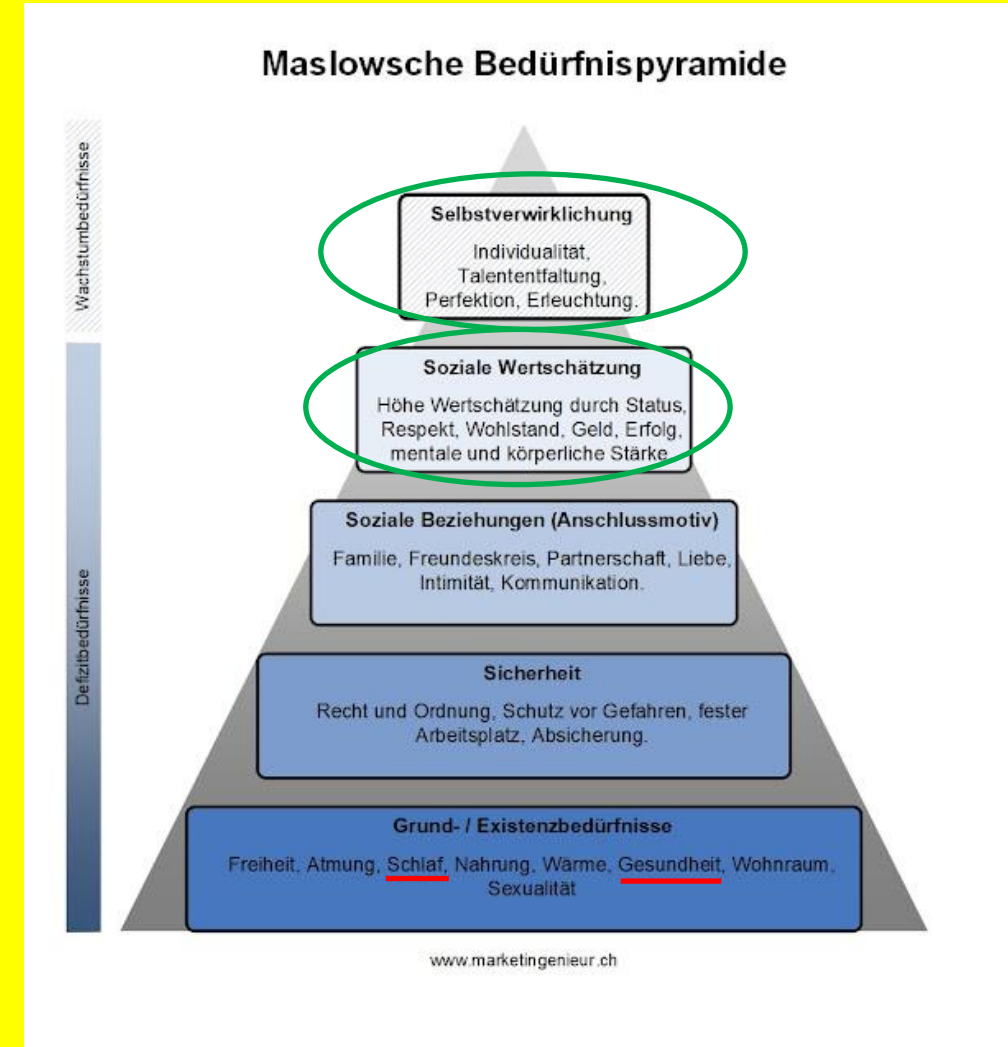 Maslowsche Bedürfnispyramide
Wachstumbedürfnisse
Selbstverwirklichung
Individualität,
Talententfaltung,
Perfektion, Erleuchtung.
Soziale Wertschätzung
Höhe Wertschätzung durch Status,
Respekt, Wohlstand, Geld, Erfolg,
mentale und körperliche Stärke
Defizitbedürfnisse
Soziale Beziehungen (Anschlussmotiv)
Familie, Freundeskreis, Partnerschaft, Liebe,
Intimität, Kommunikation.
Sicherheit
Recht und Ordnung, Schutz vor Gefahren, fester
Arbeitsplatz, Absicherung.
Grund- / Existenzbedürfnisse
Freiheit, Atmung, Schlaf, Nahrung, Wärme, Gesundheit, Wohnraum,
Sexualität
www.marketingenieur.ch